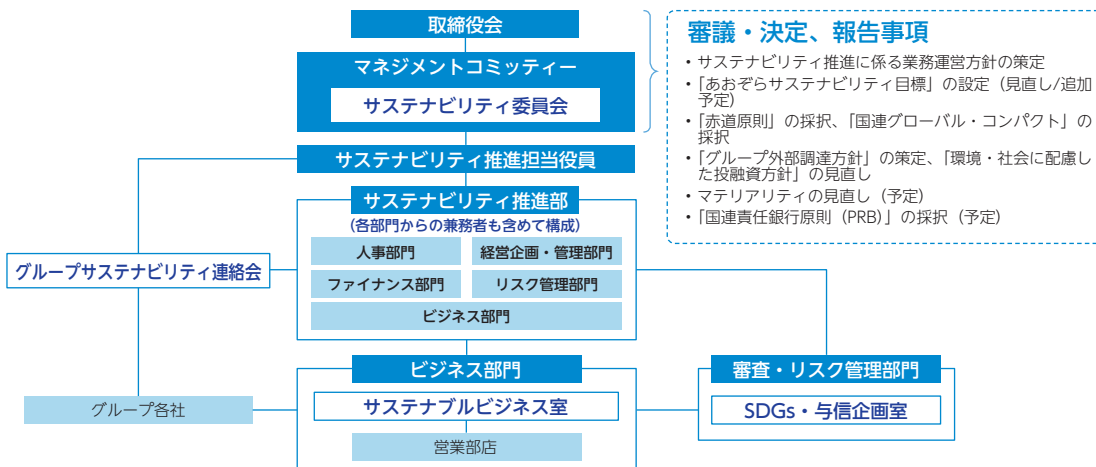 取締役会
マネジメントコミッティー
サステナビリティ委員会
審議・決定、報告事項
・サステナビリティ推進に係る業務運営方針の策定
・「あおぞらサステナビリティ目標」の設定（見直し/追加
予定）
・「赤道原則」の採択、「国連グローバル・コンパクト」の
採択
・「グループ外部調達方針」の策定、「環境・社会に配慮し
た投融資方針」の見直し
・マテリアリティの見直し（予定）
・「国連責任銀行原則（PRB）」の採択（予定）
サステナビリティ推進担当役員
サステナビリティ推進部
（各部門からの兼務者も含めて構成）
人事部門
経営企画・管理部門
グループサステナビリティ連絡会
ファイナンス部門
リスク管理部門
ビジネス部門
ビジネス部門
審査・リスク管理部門
グループ各社
サステナブルビジネス室
SDGs・与信企画室
営業部店